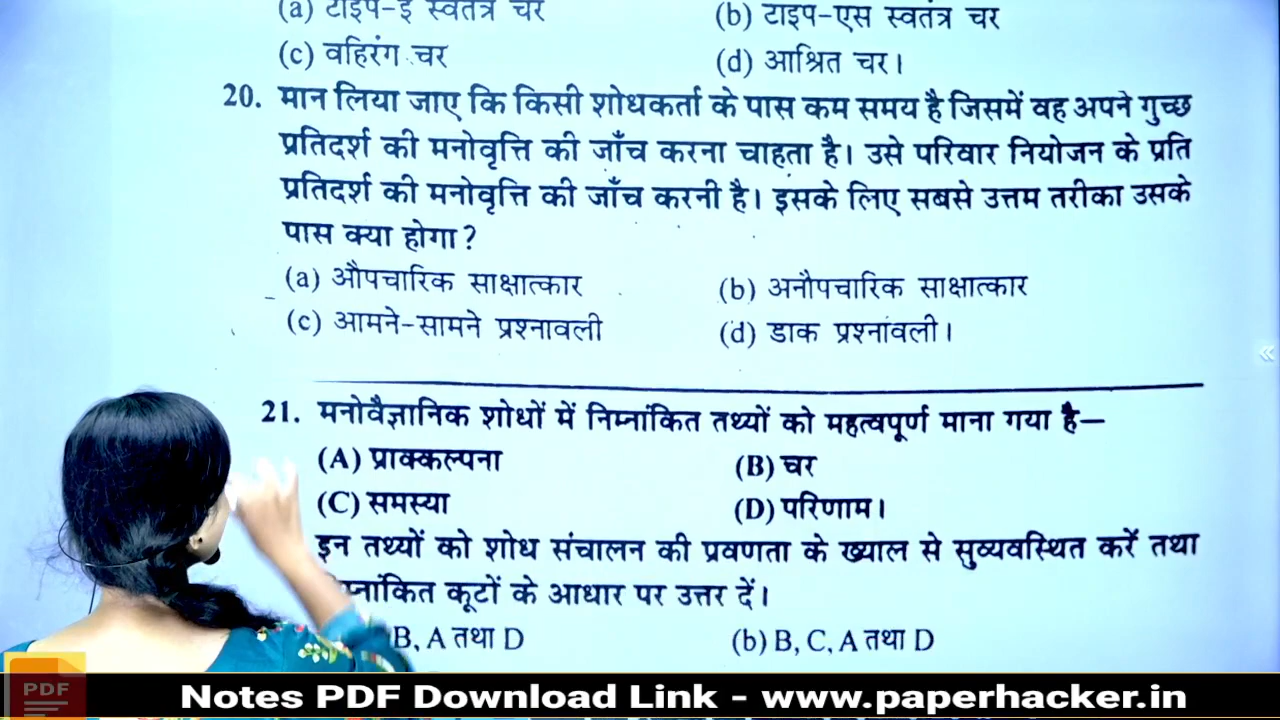 (a) टाइप-ई स्वतंत्र चर (b) टाइप-एस स्वतंत्र चर
(c) वहिरंग चर (d) आश्रित चर।
20. मान लिया जाए कि किसी शोधकर्ता के पास कम समय है जिसमें वह अपने गुच्छ
प्रतिदर्श की मनोवृत्ति की जाँच करना चाहता है। उसे परिवार नियोजन के प्रति
प्रतिदर्श की मनोवृत्ति की जाँच करनी है। इसके लिए सबसे उत्तम तरीका उसके
पास क्या होगा?
(a) औपचारिक साक्षात्कार (b) अनौपचारिक साक्षात्कार
(c) आमने-सामने प्रश्नावली (d) डाक प्रश्नावली।
21. मनोवैज्ञानिक शोधों में निम्नांकित तथ्यों को महत्वपूर्ण माना गया है—
(A) प्राक्कल्पना (B) चर
(C) समस्या (D) परिणाम।
इन तथ्यों को शोध संचालन की प्रवणता के ख्याल से सुव्यवस्थित करें तथा
कूटों के आधार पर उत्तर दें।
B, A तथा D (b) B, C, A तथा D
PDF
Notes PDF Download Link - www.paperhacker.in